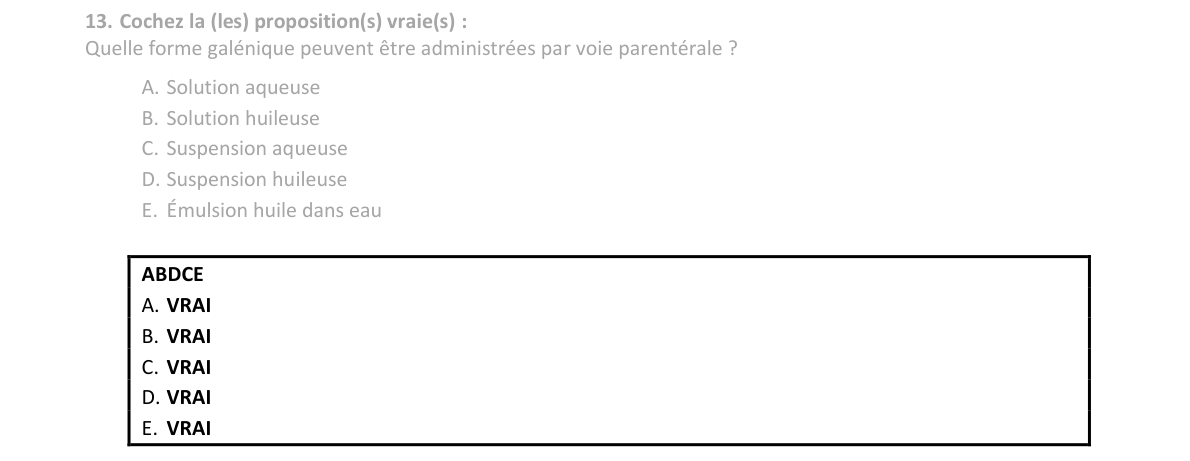 13. Cochez la (les) proposition(s) vraie(s) :
Quelle forme galénique peuvent être administrées par voie parentérale ?
A. Solution aqueuse
B. Solution huileuse
C. Suspension aqueuse
D. Suspension huileuse
E. Émulsion huile dans eau
ABDCE
A. VRAI
B. VRAI
C. VRAI
D. VRAI
E. VRAI